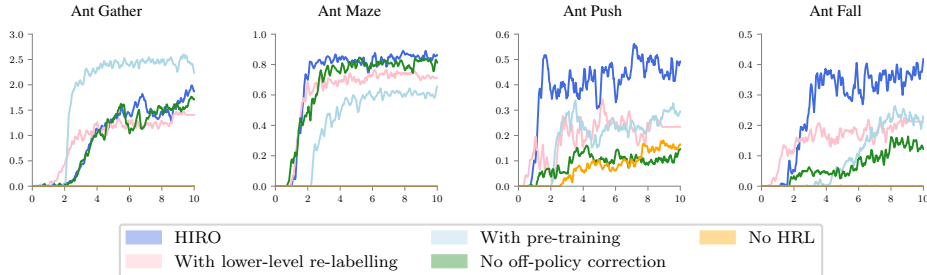 Ant Gather Ant Maze Ant Push Ant Fall
3.0 1.0 0.6 0.5
2.5 0.8 0.5 0.4
2.0 0.6 0.4 0.3
1.5 0.4 0.3 0.2
1.0 0.2 0.2 0.1
0.5 0.0 0.1 0.0
0.0 0.0
0 2 4 6 8 10 0 2 4 6 8 10 0 2 4 6 8 10 0 2 4 6 8 10
HIRO With pre-training No HRL
With lower-level re-labelling No off-policy correction